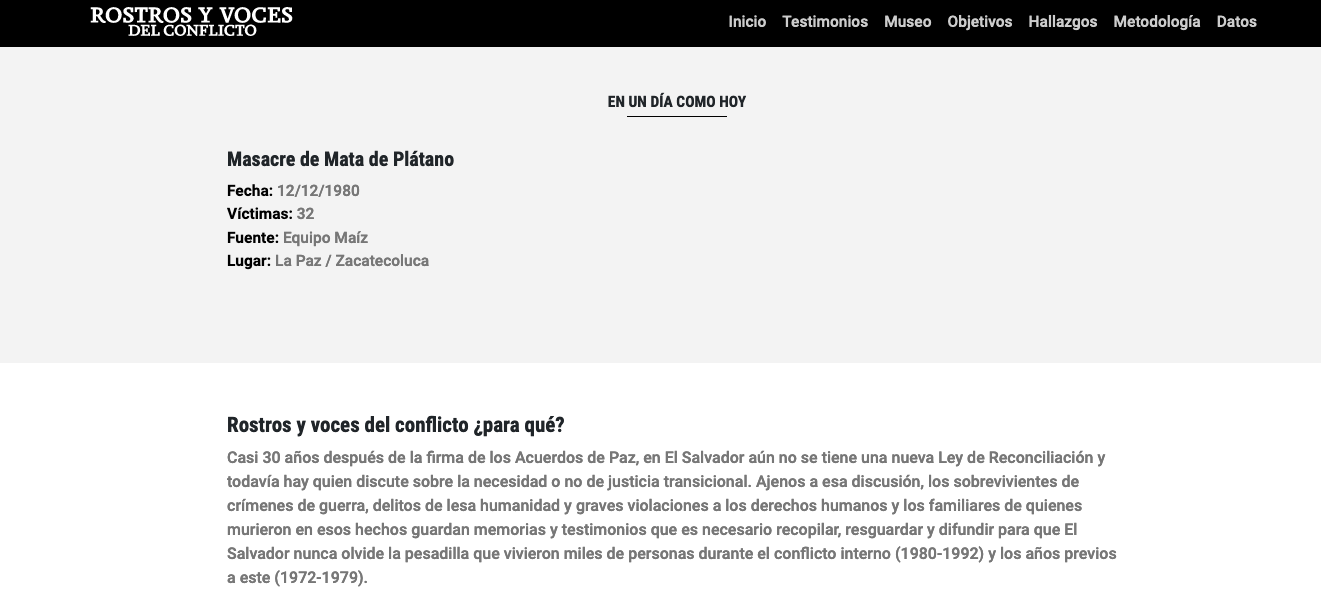 ROSTROS Y VOCES
DEL CONFLICTO
Inicio Testimonios Museo Objetivos Hallazgos Metodología Datos
EN UN DÍA COMO HOY
Masacre de Mata de Plátano
Fecha: 12/12/1980
Víctimas: 32
Fuente: Equipo Maíz
Lugar: La Paz / Zacatecoluca
Rostros y voces del conflicto ¿para qué?
Casi 30 años después de la firma de los Acuerdos de Paz, en El Salvador aún no se tiene una nueva Ley de Reconciliación y
todavía hay quien discute sobre la necesidad o no de justicia transicional. Ajenos a esa discusión, los sobrevivientes de
crímenes de guerra, delitos de lesa humanidad y graves violaciones a los derechos humanos y los familiares de quienes
murieron en esos hechos guardan memorias y testimonios que es necesario recopilar, resguardar y difundir para que El
Salvador nunca olvide la pesadilla que vivieron miles de personas durante el conflicto interno (1980-1992) y los años previos
a este (1972-1979).